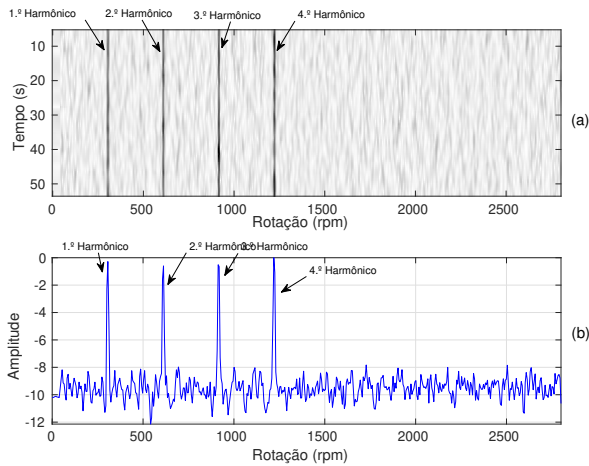 1.º Harmônico
2.º Harmônico
3.º Harmônico
4.º Harmônico
Tempo (s)
10
20
30
40
50
0
500
1000
1500
2000
2500
Rotação (rpm)
(a)
1.º Harmônico
2.º Harmônico
3.º Harmônico
4.º Harmônico
Amplitude
0
-2
-4
-6
-8
-10
-12
0
500
1000
1500
2000
2500
Rotação (rpm)
(b)